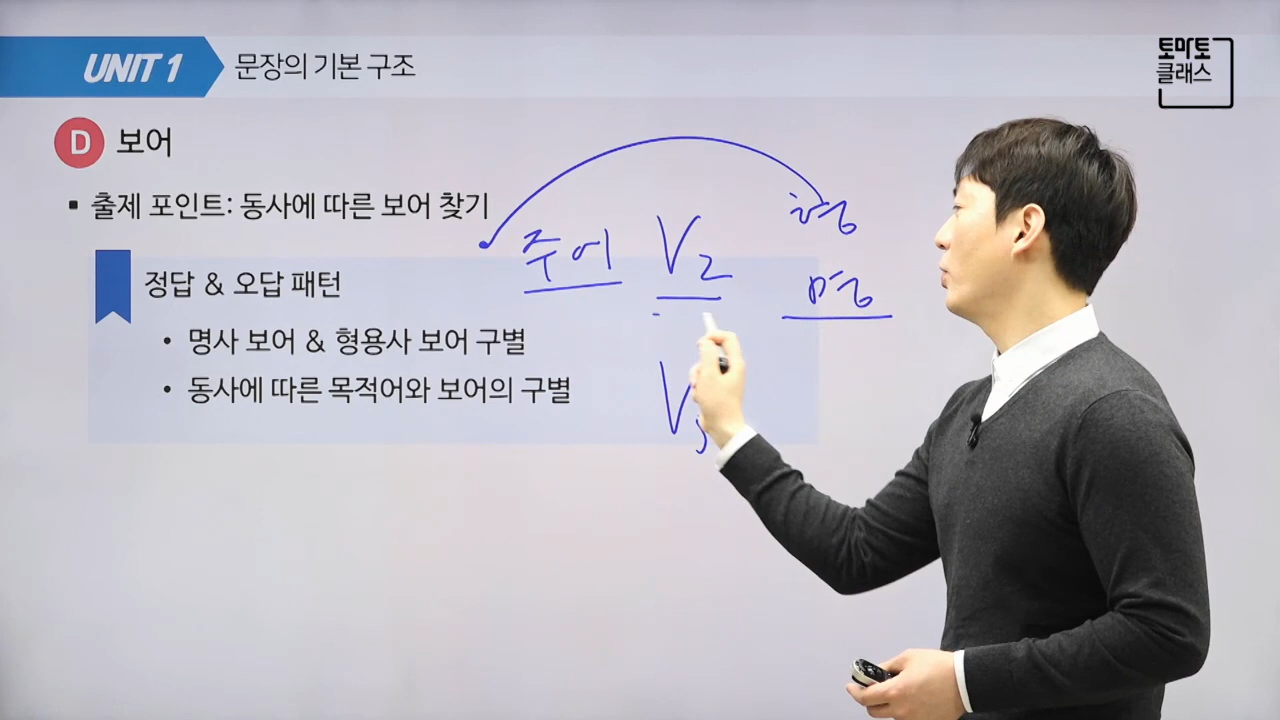 UNIT 1 문장의 기본 구조
토마토
클래스
D 보어
▪ 출제 포인트: 동사에 따른 보어 찾기
형
주어 V2 명
정답 & 오답 패턴
• 명사 보어 & 형용사 보어 구별
• 동사에 따른 목적어와 보어의 구별
V5